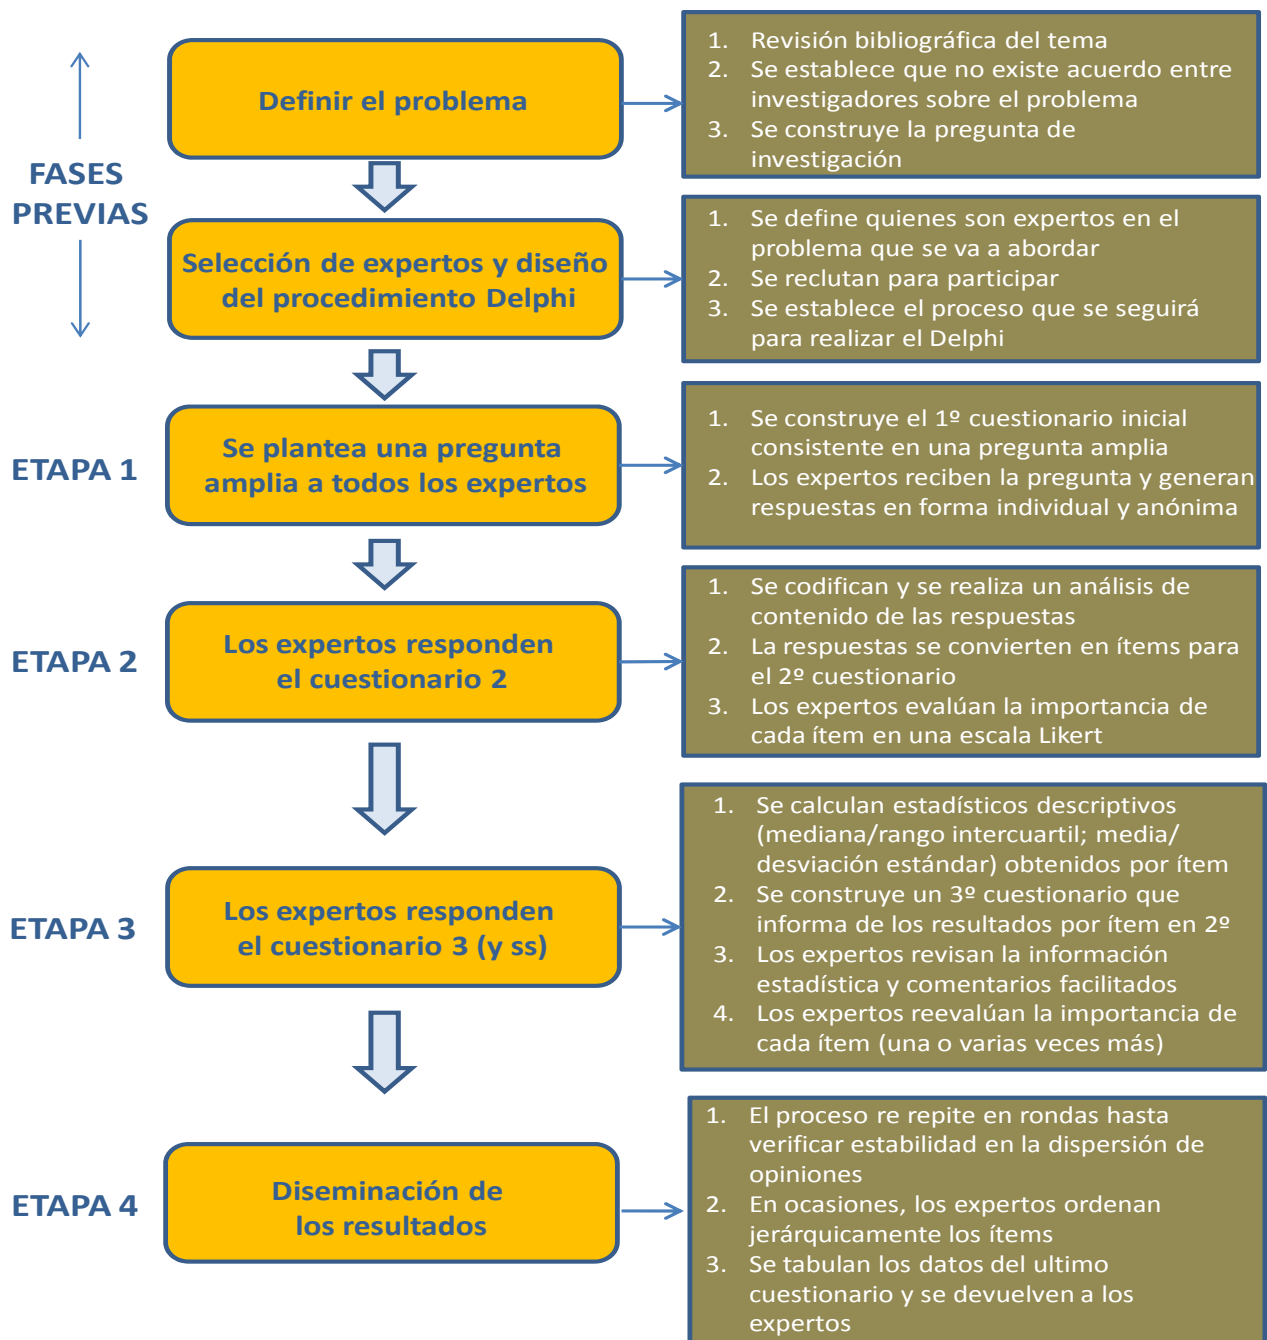 FASES
PREVIAS
Definir el problema
1. Revisión bibliográfica del tema
2. Se establece que no existe acuerdo entre
investigadores sobre el problema
3. Se construye la pregunta de
investigación
Selección de expertos y diseño
del procedimiento Delphi
1. Se define quienes son expertos en el
problema que se va a abordar
2. Se reclutan para participar
3. Se establece el proceso que se seguirá
para realizar el Delphi
ETAPA 1
Se plantea una pregunta
amplia a todos los expertos
1. Se construye el 1º cuestionario inicial
consistente en una pregunta amplia
2. Los expertos reciben la pregunta y generan
respuestas en forma individual y anónima
ETAPA 2
Los expertos responden
el cuestionario 2
1. Se codifican y se realiza un análisis de
contenido de las respuestas
2. La respuestas se convierten en ítems para
el 2º cuestionario
3. Los expertos evalúan la importancia de
cada ítem en una escala Likert
ETAPA 3
Los expertos responden
el cuestionario 3 (y ss)
1. Se calculan estadísticos descriptivos
(mediana/rango intercuartil; media/
desviación estándar) obtenidos por ítem
2. Se construye un 3º cuestionario que
informa de los resultados por ítem en 2º
3. Los expertos revisan la información
estadística y comentarios facilitados
4. Los expertos reevalúan la importancia de
cada ítem (una o varias veces más)
ETAPA 4
Diseminación de
los resultados
1. El proceso re repite en rondas hasta
verificar estabilidad en la dispersión de
opiniones
2. En ocasiones, los expertos ordenan
jerárquicamente los ítems
3. Se tabulan los datos del ultimo
cuestionario y se devuelven a los
expertos